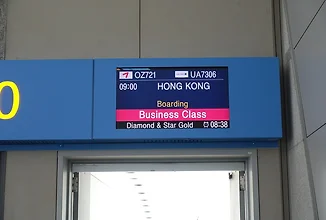 OZ721 UA7306
09:00 HONG KONG
Boarding
Business Class
Diamond & Star Gold 08:38
0